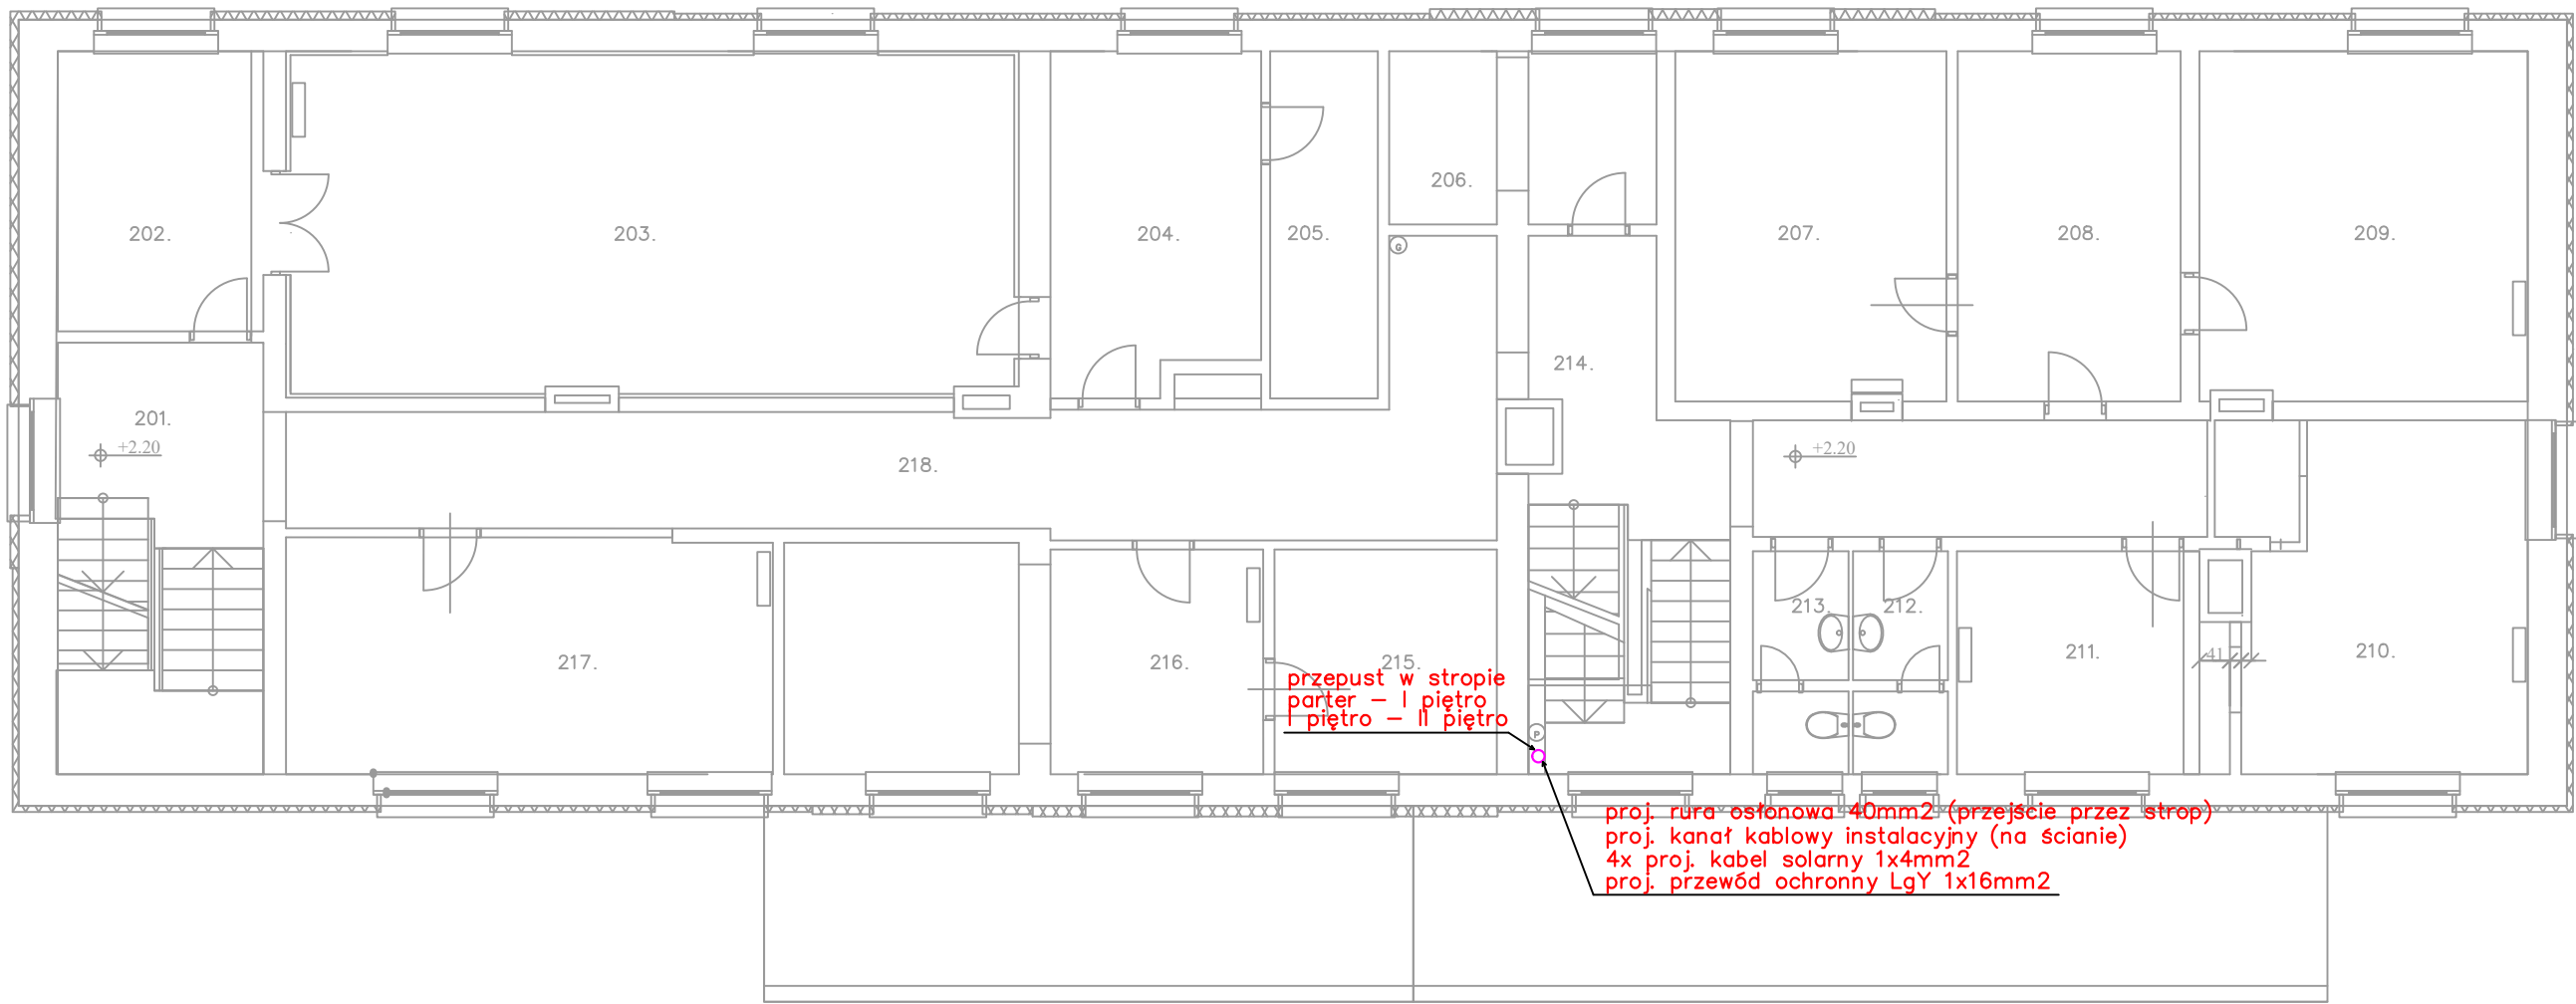 206.
202.
203.
204.
205.
207.
208.
209.
G
214.
201.
+2.20
+2.20
218.
213.
212.
217.
216.
215.
211.
41
210.
przepust w stropie
parter – I piętro
I piętro – II piętro
P
proj. rura osłonowa 40mm2 (przejście przez strop)
proj. kanał kablowy instalacyjny (na ścianie)
4x proj. kabel solarny 1x4mm2
proj. przewód ochronny LgY 1x16mm2